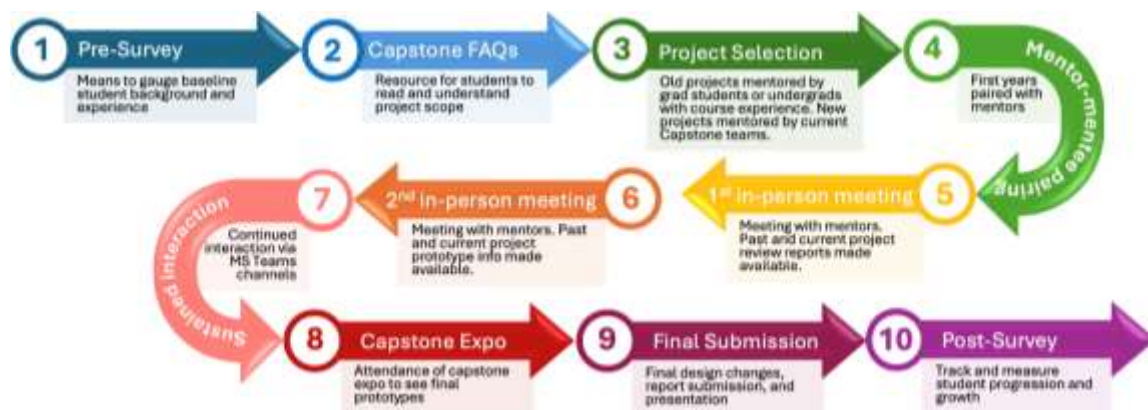 1 Pre-Survey
Means to gauge baseline
student background and
experience
2 Capstone FAQs
Resource for students to
read and understand
project scope
3 Project Selection
Old projects mentored by
grad students or undergrads
with course experience. New
projects mentored by current
Capstone teams.
4 Mentor-mentee pairing
First years
paired with
mentors
5 1st in-person meeting
Meeting with mentors.
Past and current project
review reports made
available.
6 2nd in-person meeting
Meeting with mentors. Past
and current project
prototype info made
available.
7 Sustained interaction
Continued
interaction via
MS Teams
channels
8 Capstone Expo
Attendance of capstone
expo to see final
prototypes
9 Final Submission
Final design changes,
report submission, and
presentation
10 Post-Survey
Track and measure
student progression and
growth